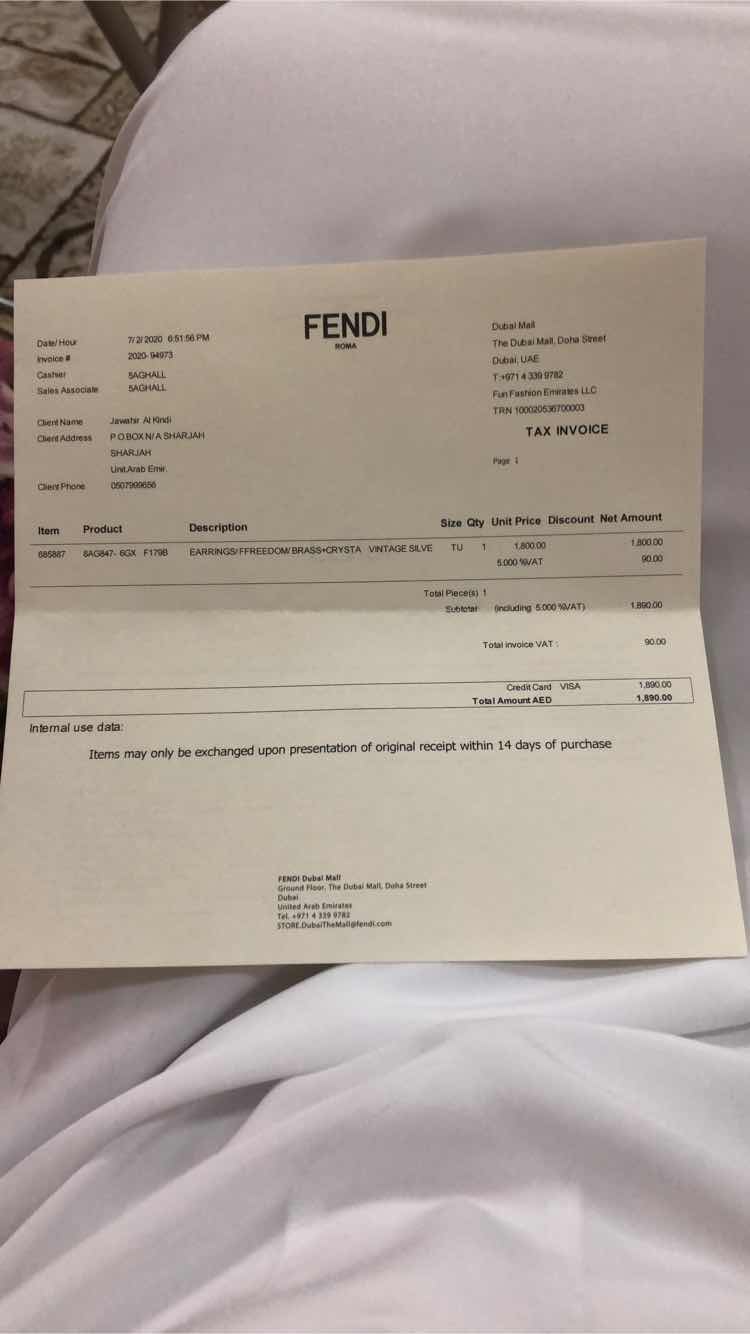 FENDI
ROMA
Date/Hour 7/2/2020 6:51:56 PM
Invoice # 2020-94973
Cashier SAGHALL
Sales Associate SAGHALL
Client Name Jawahir Al Kindi
Client Address P O BOX N/A SHARJAH
SHARJAH
Unit.Arab Emir.
Client Phone 0507999656
Dubai Mall
The Dubai Mall, Doha Street
Dubai, UAE
T:+971 4 339 9782
Fun Fashion Emirates LLC
TRN 100020536700003
TAX INVOICE
Page 1
Item Product Description Size Qty Unit Price Discount Net Amount
685887 8AG847- 6GX F179B EARRINGS/FFREEDOM/BRASS+CRYSTA VINTAGE SILVE TU 1 1,800.00 1,800.00
5.000 %VAT 90.00
Total Piece(s) 1
Subtotal (including 5.000 %VAT) 1,890.00
Total invoice VAT : 90.00
Credit Card VISA 1,890.00
Total Amount AED 1,890.00
Internal use data:
Items may only be exchanged upon presentation of original receipt within 14 days of purchase
FENDI Dubai Mall
Ground Floor, The Dubai Mall, Doha Street
Dubai
United Arab Emirates
Tel. +971 4 339 9782
STORE.DubaiTheMall@fendi.com